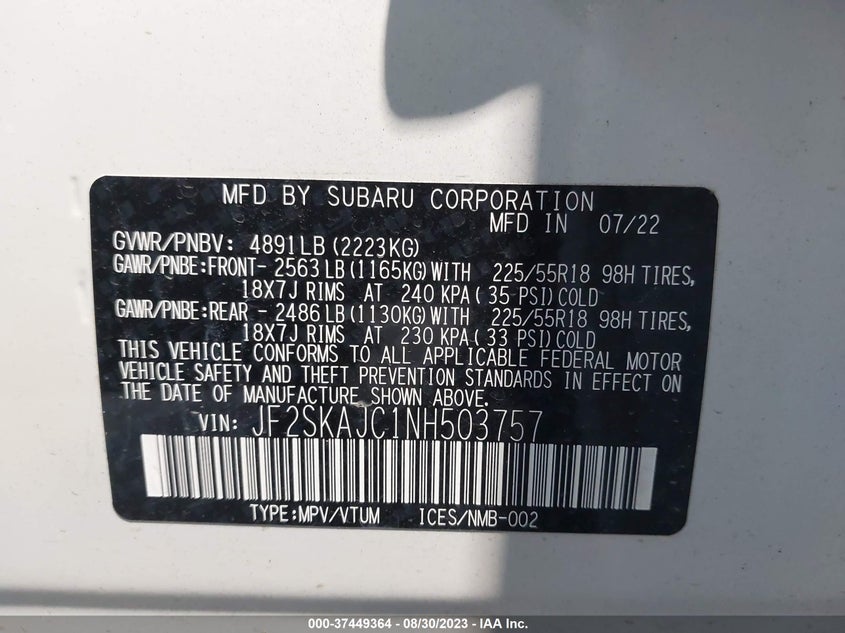 MFD BY SUBARU CORPORATION
MFD IN 07/22
GVWR/PNBV: 4891LB (2223KG)
GAWR/PNBE:FRONT- 2563LB (1165KG) WITH 225/55R18 98H TIRES,
18X7J RIMS AT 240 KPA ( 35 PSI) COLD
GAWR/PNBE:REAR - 2486LB (1130KG) WITH 225/55R18 98H TIRES,
18X7J RIMS AT 230 KPA ( 33 PSI) COLD
THIS VEHICLE CONFORMS TO ALL APPLICABLE FEDERAL MOTOR
VEHICLE SAFETY AND THEFT PREVENTION STANDARDS IN EFFECT ON
THE DATE OF MANUFACTURE SHOWN ABOVE.
VIN: JF2SKAJC1NH503757
TYPE:MPV/VTUM ICES/NMB-002
000-37449364 - 08/30/2023 - IAA Inc.